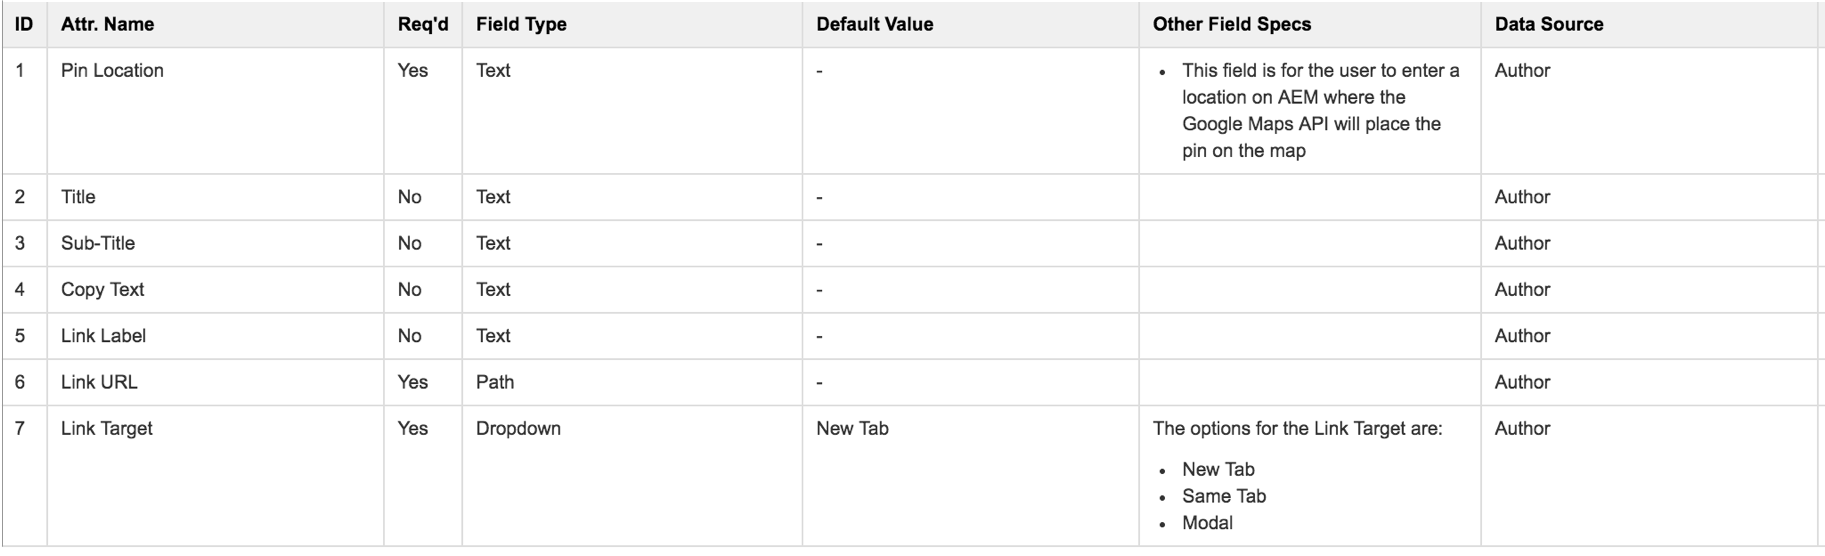 ID Attr. Name Req'd Field Type Default Value Other Field Specs Data Source
1 Pin Location Yes Text - • This field is for the user to enter a Author
location on AEM where the
Google Maps API will place the
pin on the map
2 Title No Text - Author
3 Sub-Title No Text - Author
4 Copy Text No Text - Author
5 Link Label No Text - Author
6 Link URL Yes Path - Author
7 Link Target Yes Dropdown New Tab The options for the Link Target are: Author
• New Tab
• Same Tab
• Modal